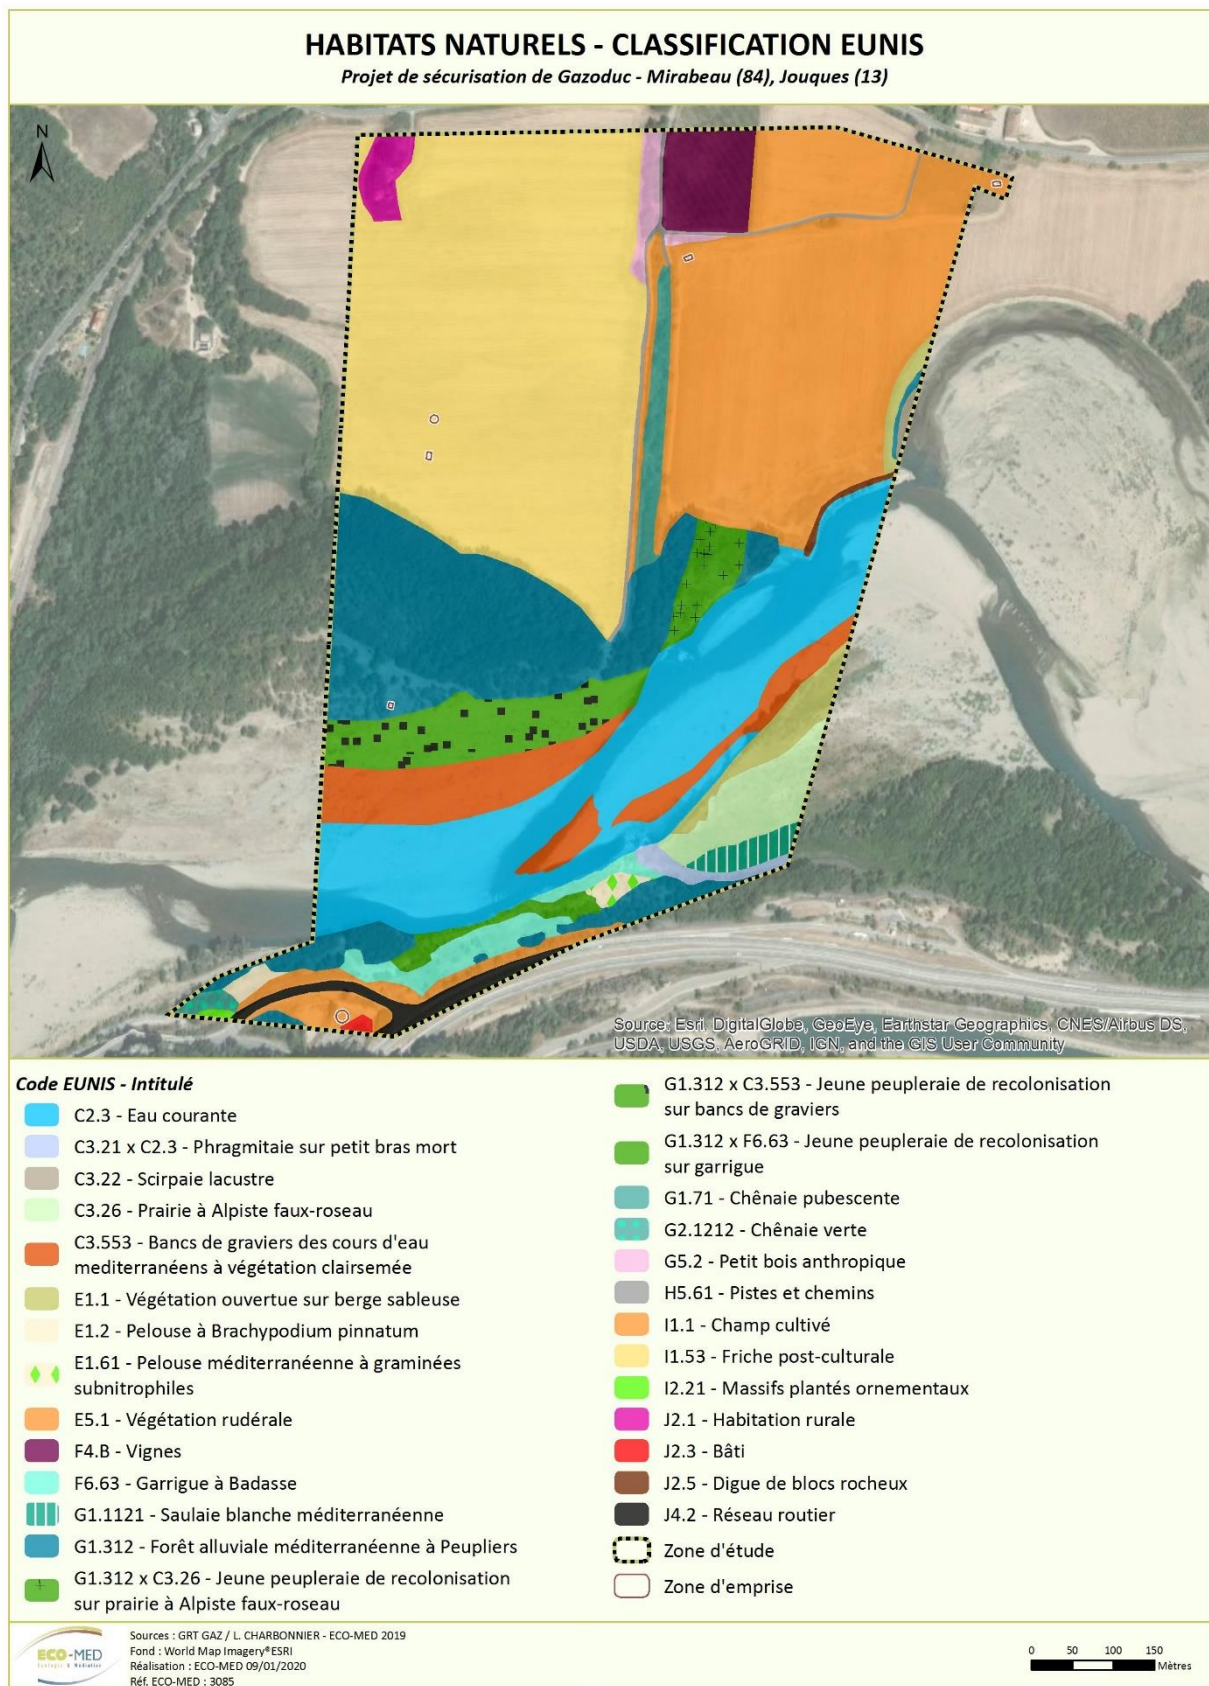 HABITATS NATURELS - CLASSIFICATION EUNIS
Projet de sécurisation de Gazoduc - Mirabeau (84), Jouques (13)
N
Source: Esri, DigitalGlobe, GeoEye, Earthstar Geographics, CNES/Airbus DS,
USDA, USGS, AeroGRID, IGN, and the GIS User Community
Code EUNIS - Intitulé
C2.3 - Eau courante
C3.21 x C2.3 - Phragmitaie sur petit bras mort
C3.22 - Scirpaie lacustre
C3.26 - Prairie à Alpiste faux-roseau
C3.553 - Bancs de graviers des cours d'eau
mediterranéens à végétation clairsemée
E1.1 - Végétation ouvertue sur berge sableuse
E1.2 - Pelouse à Brachypodium pinnatum
E1.61 - Pelouse méditerranéenne à graminées
subnitrophiles
E5.1 - Végétation rudérale
F4.B - Vignes
F6.63 - Garrigue à Badasse
G1.1121 - Saulaie blanche méditerranéenne
G1.312 - Forêt alluviale méditerranéenne à Peupliers
G1.312 x C3.26 - Jeune peupleraie de recolonisation
sur prairie à Alpiste faux-roseau
G1.312 x C3.553 - Jeune peupleraie de recolonisation
sur bancs de graviers
G1.312 x F6.63 - Jeune peupleraie de recolonisation
sur garrigue
G1.71 - Chênaie pubescente
G2.1212 - Chênaie verte
G5.2 - Petit bois anthropique
H5.61 - Pistes et chemins
I1.1 - Champ cultivé
I1.53 - Friche post-culturale
I2.21 - Massifs plantés ornementaux
J2.1 - Habitation rurale
J2.3 - Bâti
J2.5 - Digue de blocs rocheux
J4.2 - Réseau routier
Zone d'étude
Zone d'emprise
ECO-MED
Ecologie & Médiation
Sources : GRT GAZ / L. CHARBONNIER - ECO-MED 2019
Fond : World Map Imagery®ESRI
Réalisation : ECO-MED 09/01/2020
Réf. ECO-MED : 3085
0 50 100 150
Mètres